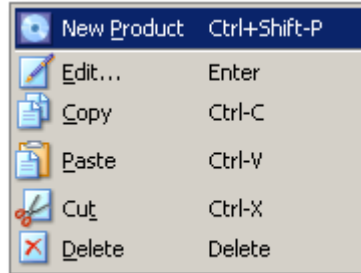 New Product Ctrl+Shift-P
Edit... Enter
Copy Ctrl-C
Paste Ctrl-V
Cut Ctrl-X
Delete Delete